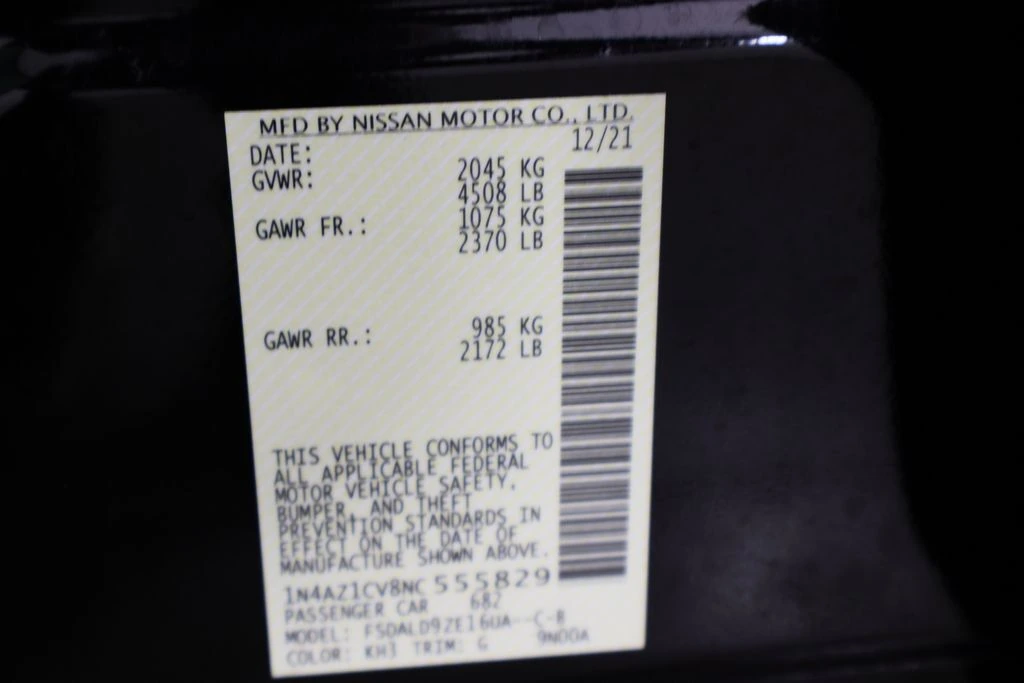 MFD BY NISSAN MOTOR CO., LTD.
DATE: 12/21
GVWR: 2045 KG
4508 LB
GAWR FR.: 1075 KG
2370 LB
GAWR RR.: 985 KG
2172 LB
THIS VEHICLE CONFORMS TO
ALL APPLICABLE FEDERAL
MOTOR VEHICLE SAFETY,
BUMPER, AND THEFT
PREVENTION STANDARDS IN
EFFECT ON THE DATE OF
MANUFACTURE SHOWN ABOVE.
1N4AZ1CV8NC555829
PASSENGER CAR 682
MODEL: FSDALD9ZE16UA--C-B
COLOR: KH3 TRIM: G 9N00A